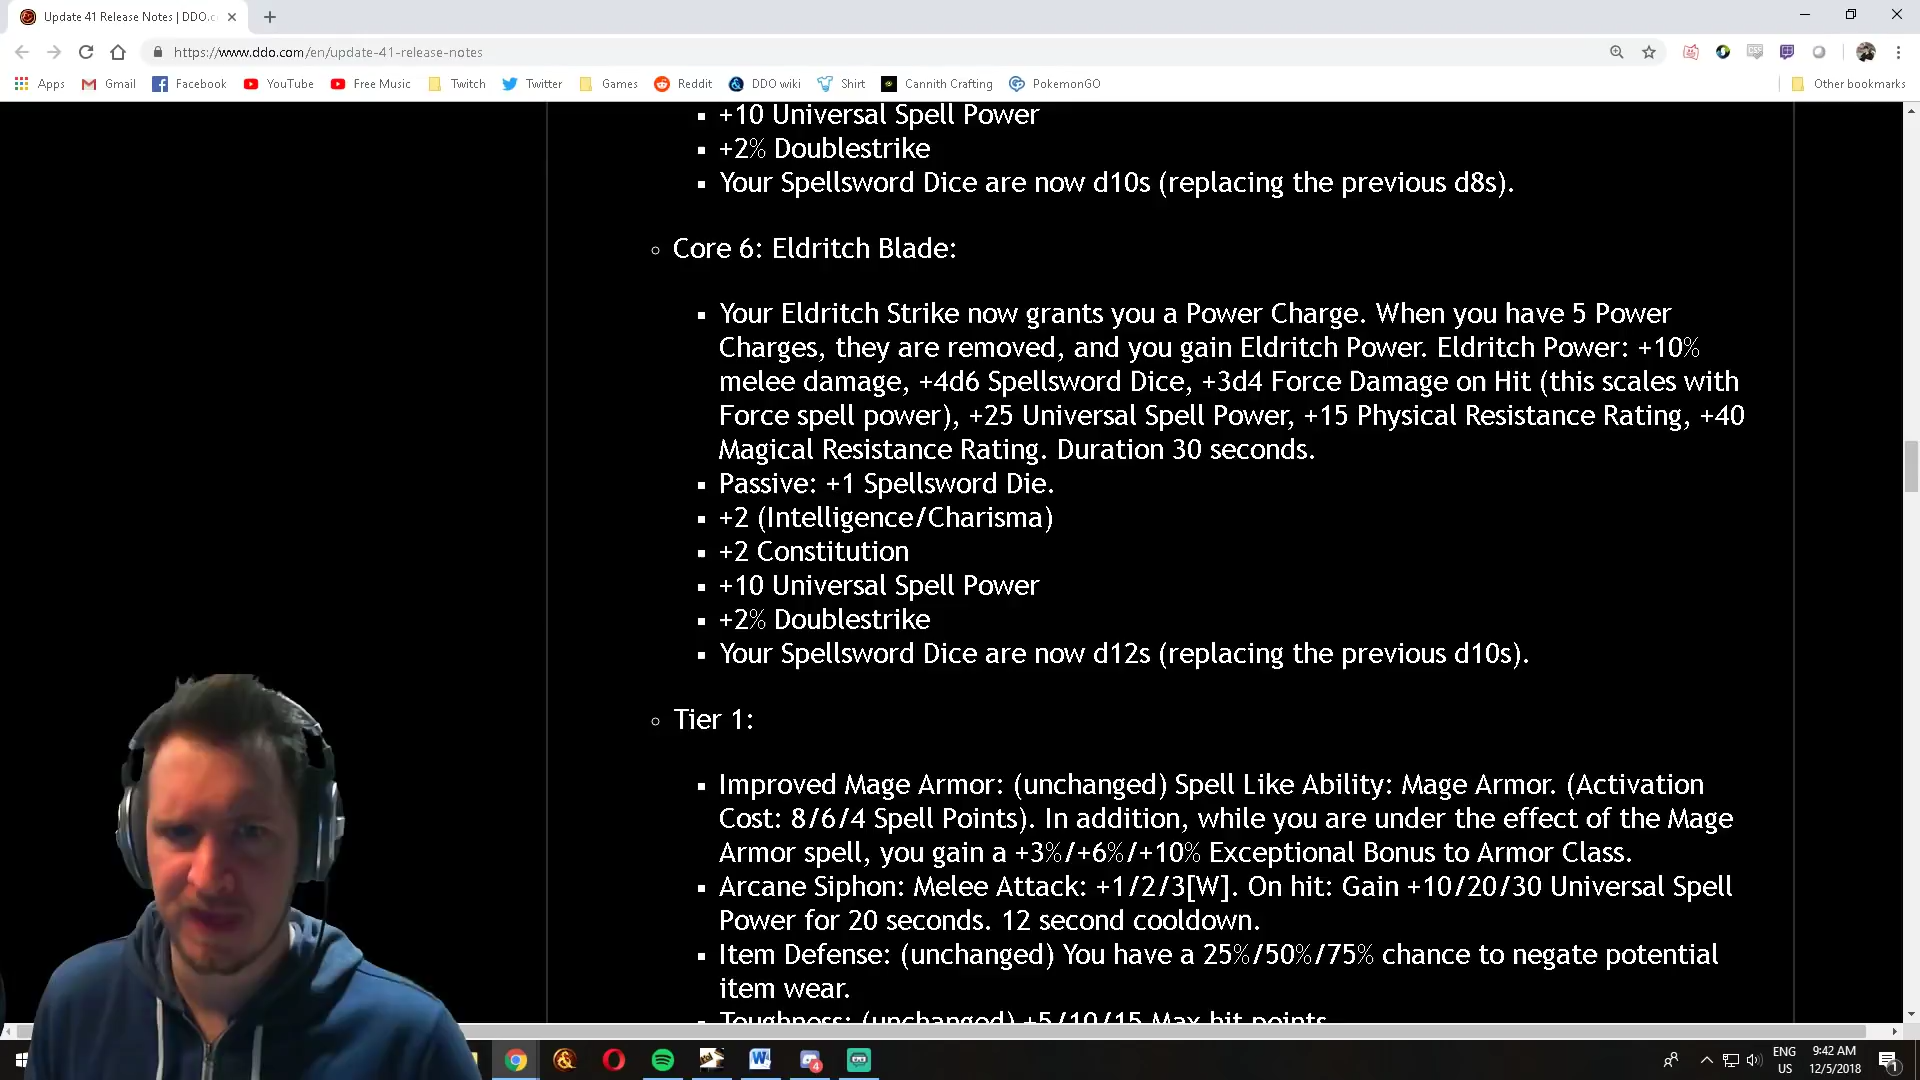 Update 41 Release Notes | DDO.c
https://www.ddo.com/en/update-41-release-notes
Apps Gmail Facebook YouTube Free Music Twitch Twitter Games Reddit DDO wiki Shirt Cannith Crafting PokemonGO Other bookmarks
+10 Universal Spell Power
+2% Doublestrike
Your Spellsword Dice are now d10s (replacing the previous d8s).
Core 6: Eldritch Blade:
Your Eldritch Strike now grants you a Power Charge. When you have 5 Power
Charges, they are removed, and you gain Eldritch Power. Eldritch Power: +10%
melee damage, +4d6 Spellsword Dice, +3d4 Force Damage on Hit (this scales with
Force spell power), +25 Universal Spell Power, +15 Physical Resistance Rating, +40
Magical Resistance Rating. Duration 30 seconds.
Passive: +1 Spellsword Die.
+2 (Intelligence/Charisma)
+2 Constitution
+10 Universal Spell Power
+2% Doublestrike
Your Spellsword Dice are now d12s (replacing the previous d10s).
Tier 1:
Improved Mage Armor: (unchanged) Spell Like Ability: Mage Armor. (Activation
Cost: 8/6/4 Spell Points). In addition, while you are under the effect of the Mage
Armor spell, you gain a +3%/+6%/+10% Exceptional Bonus to Armor Class.
Arcane Siphon: Melee Attack: +1/2/3[W]. On hit: Gain +10/20/30 Universal Spell
Power for 20 seconds. 12 second cooldown.
Item Defense: (unchanged) You have a 25%/50%/75% chance to negate potential
item wear.
Toughness: (unchanged) +5/10/15 Max hit points
4
ENG
US
9:42 AM
12/5/2018
1